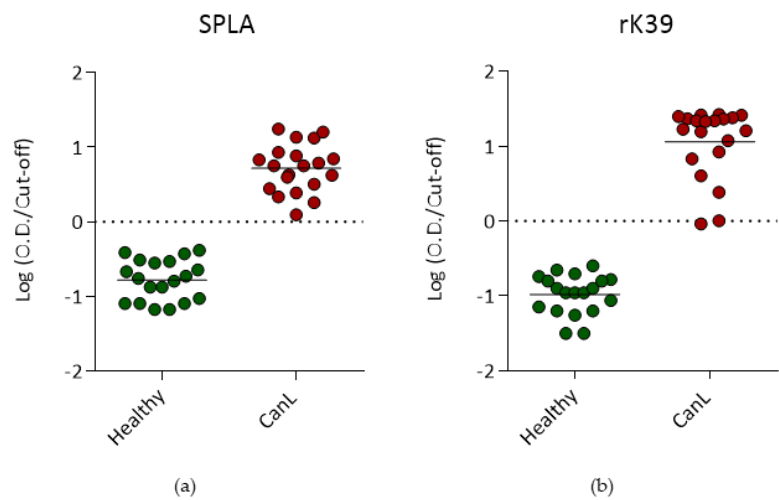 SPLA
rK39
Log (O.D./Cut-off)
2
1
0
-1
-2
Healthy
CanL
Log (O.D./Cut-off)
2
1
0
-1
-2
Healthy
CanL
(a)
(b)